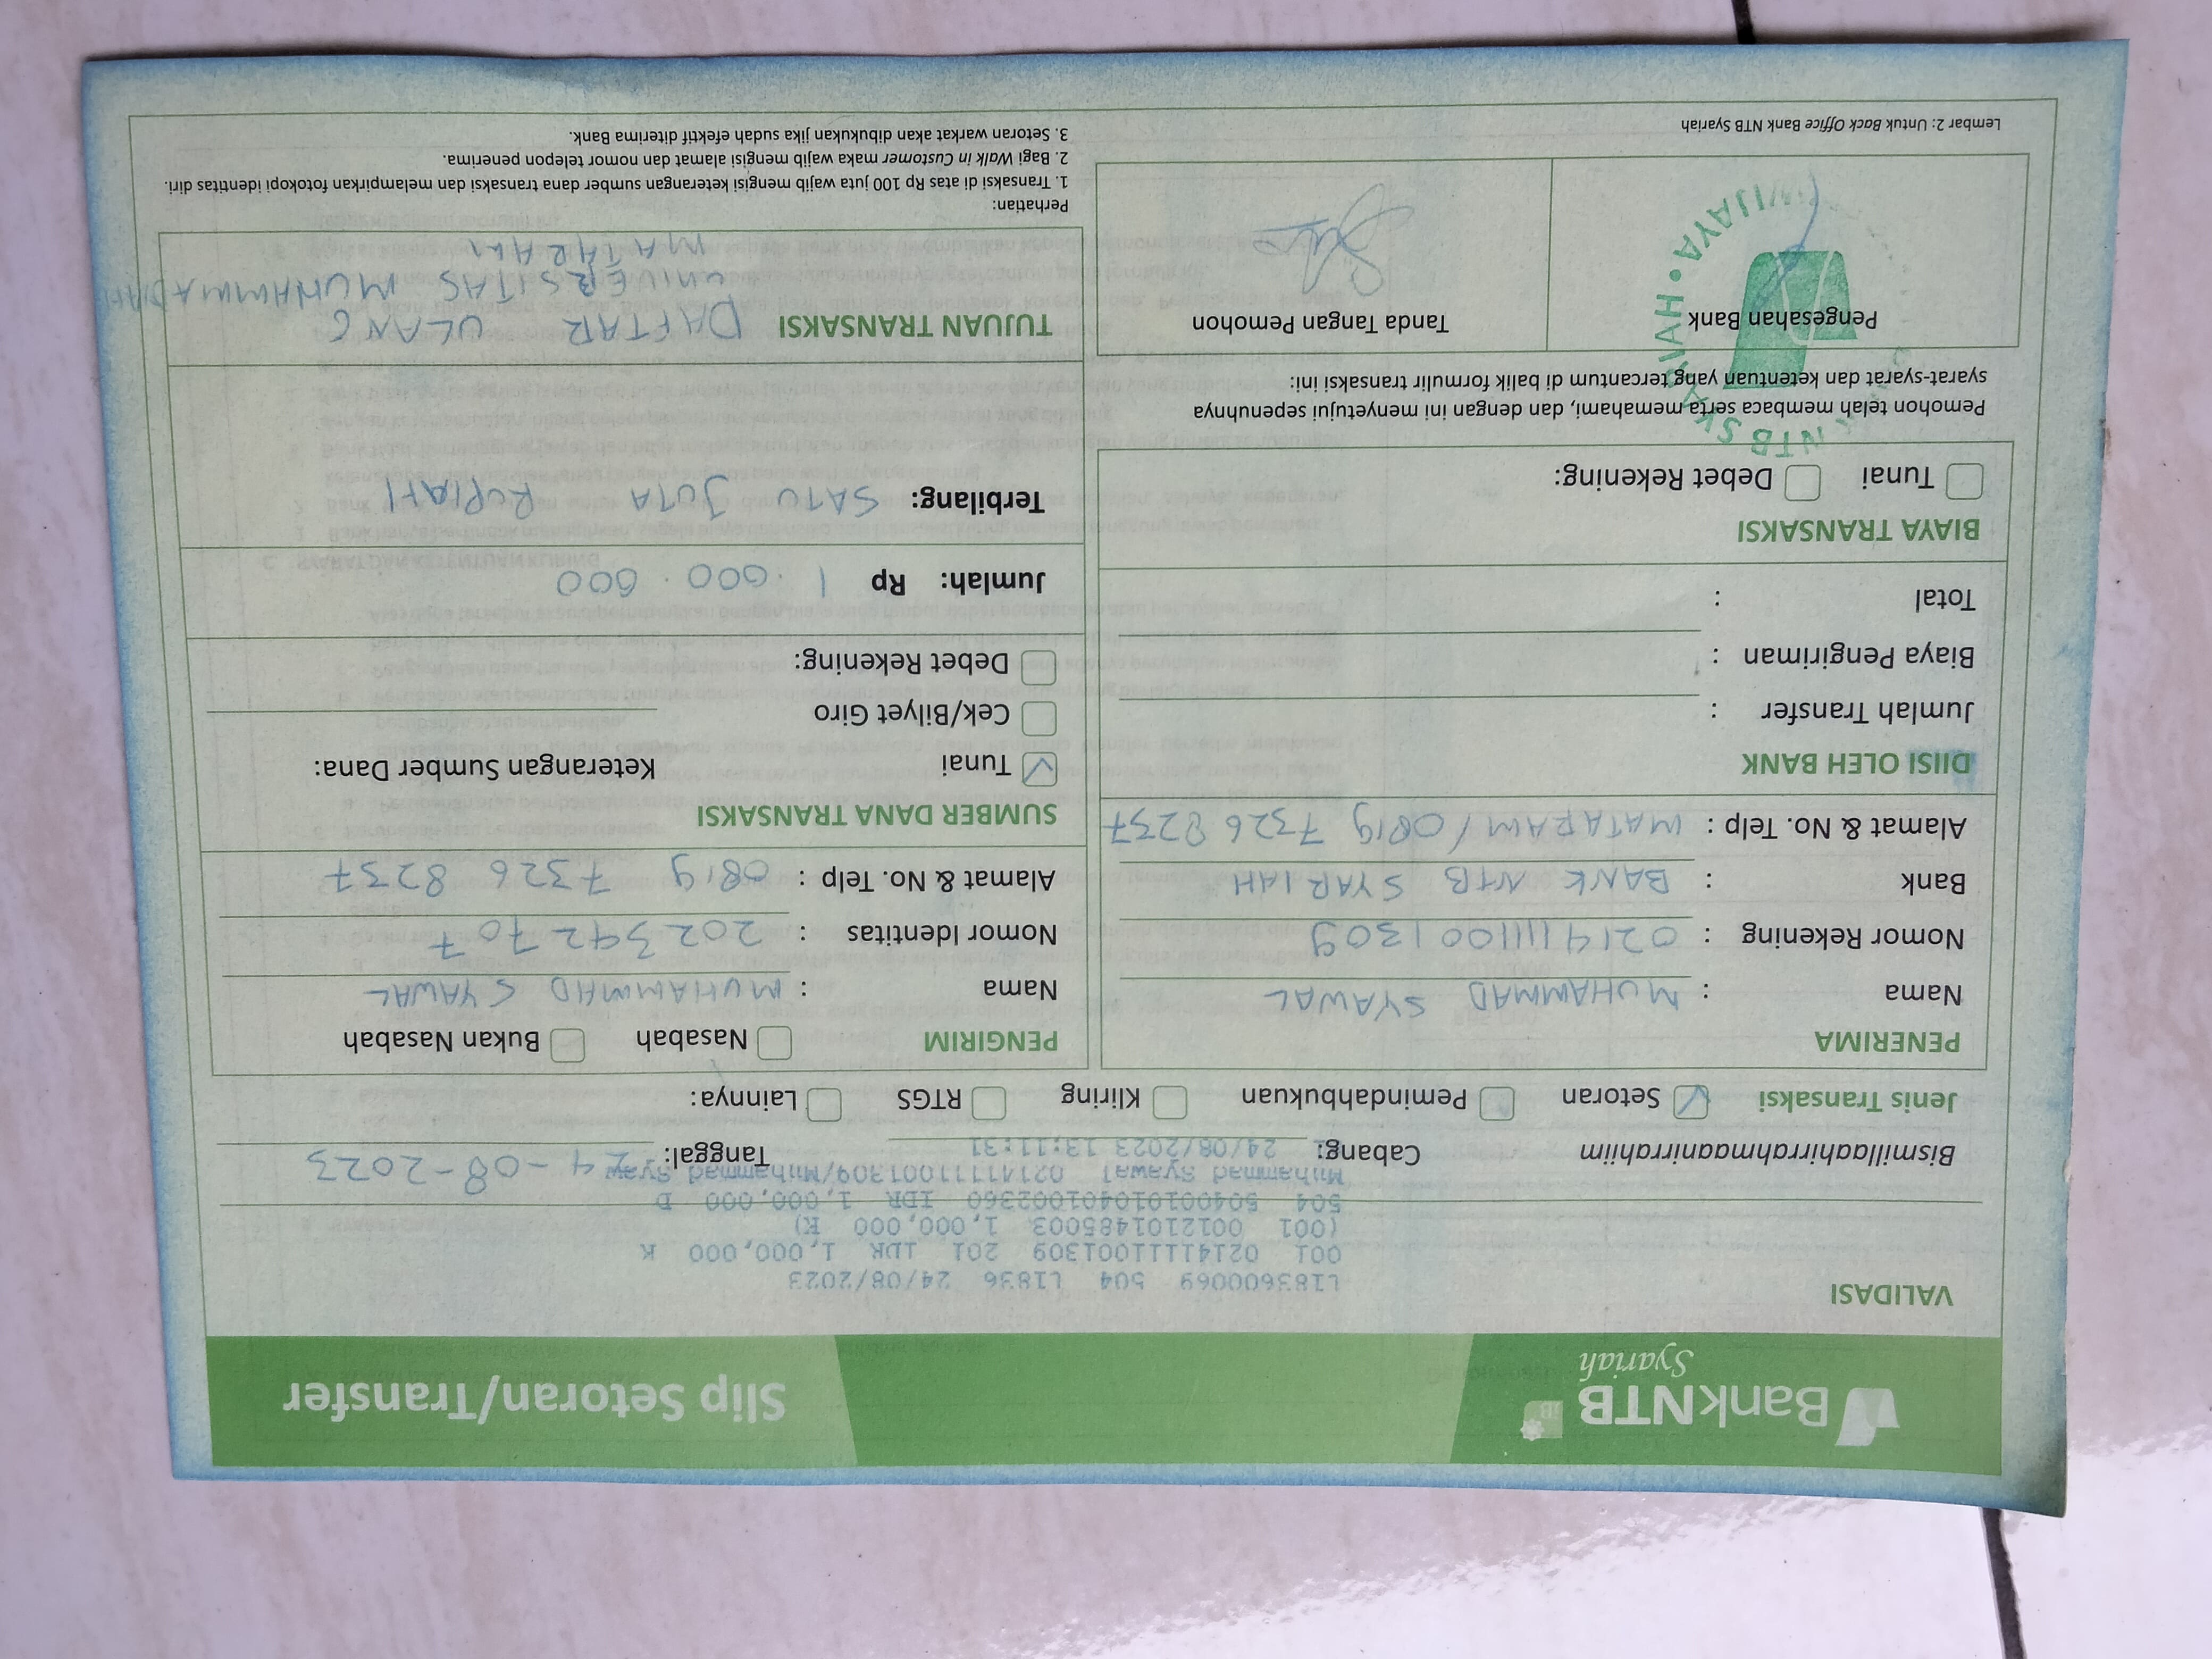 BankNTB
Syariah
Slip Setoran/Transfer
VALIDASI
L183600069 504 L1836 24/08/2023
001 021411111001309 201 IDR 1,000,000 K
(001 0012101485003 1,000,000 K)
504 504001010401002360 IDR 1,000,000 D
Muhammad Syawal 021411111001309/Muhammad Syaw
24/08/2023 13:11:31
Bismillaahirrahmaanirrahiim Cabang: Tanggal: 24-08-2023
Jenis Transaksi Setoran Pemindahbukuan Kliring RTGS Lainnya:
PENERIMA
Nama : MUHAMMAD SYAWAL
Nomor Rekening : 021411111001309
Bank : BANK NTB SYARIAH
Alamat & No. Telp : MATARAM / 0819 7326 8237
DIISI OLEH BANK
Jumlah Transfer :
Biaya Pengiriman :
Total :
BIAYA TRANSAKSI
Tunai Debet Rekening:
Pemohon telah membaca serta memahami, dan dengan ini menyetujui sepenuhnya
syarat-syarat dan ketentuan yang tercantum di balik formulir transaksi ini:
Pengesahan Bank Tanda Tangan Pemohon
NTB SYARIAH • WIJAYA
Lembar 2: Untuk Back Office Bank NTB Syariah
PENGIRIM Nasabah Bukan Nasabah
Nama : MUHAMMAD SYAWAL
Nomor Identitas : 2023942707
Alamat & No. Telp : 0819 7326 8237
SUMBER DANA TRANSAKSI
Tunai Keterangan Sumber Dana:
Cek/Bilyet Giro
Debet Rekening:
Jumlah: Rp 1.000.000
Terbilang: SATU JUTA RUPIAH
TUJUAN TRANSAKSI DAFTAR ULANG
UNIVERSITAS MUHAMMADIYAH
MATARAM
Perhatian:
1. Transaksi di atas Rp 100 juta wajib mengisi keterangan sumber dana transaksi dan melampirkan fotokopi identitas diri.
2. Bagi Walk in Customer maka wajib mengisi alamat dan nomor telepon penerima.
3. Setoran warkat akan dibukukan jika sudah efektif diterima Bank.